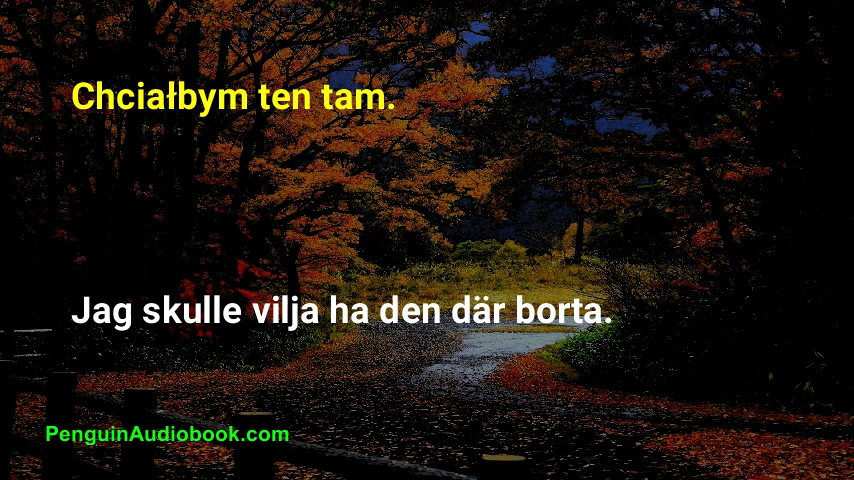 Chciałbym ten tam.
Jag skulle vilja ha den där borta.
PenguinAudiobook.com